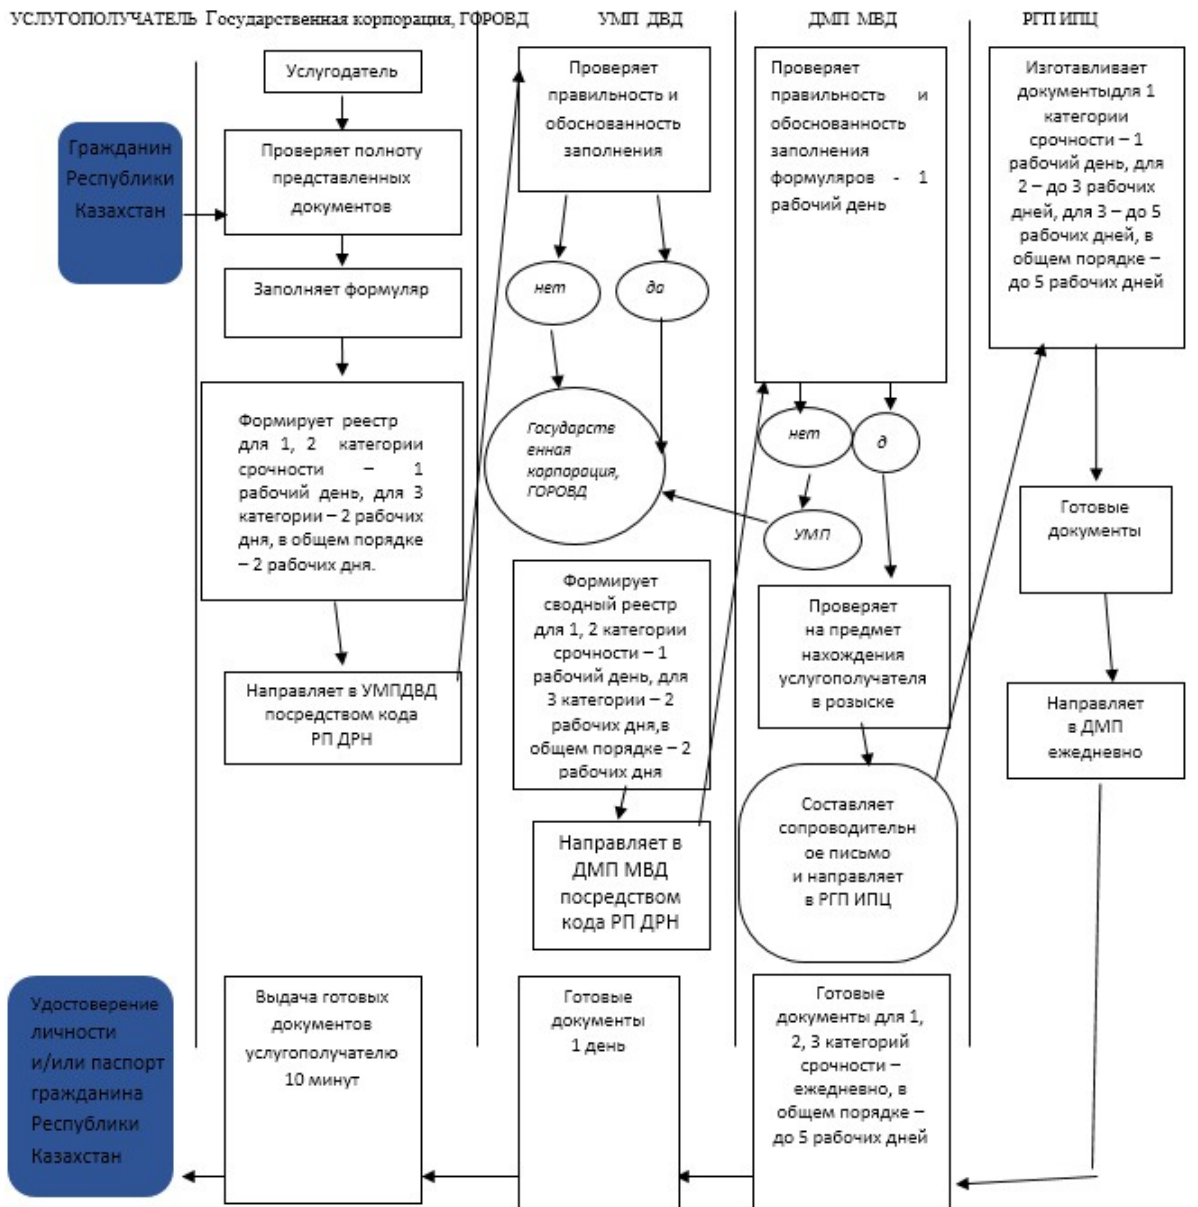 УСЛУГОПОЛУЧАТЕЛЬ Государственная корпорация, ГОРОВД УМП ДВД ДМП МВД РГП ИПЦ
Гражданин
Республики
Казахстан
Услугодатель
Проверяет полноту
представленных
документов
Заполняет формуляр
Формирует реестр
для 1, 2 категории
срочности – 1
рабочий день, для 3
категории – 2 рабочих
дня, в общем порядке
– 2 рабочих дня.
Направляет в УМПДВД
посредством кода
РП ДРН
Проверяет
правильность и
обоснованность
заполнения
нет
да
Государств
енная
корпорация,
ГОРОВД
Формирует
сводный реестр
для 1, 2 категории
срочности – 1
рабочий день, для
3 категории – 2
рабочих дня,в
общем порядке – 2
рабочих дня
Направляет в
ДМП МВД
посредством
кода РП ДРН
Проверяет
правильность и
обоснованность
заполнения
формуляров - 1
рабочий день
нет
д
УМП
Проверяет
на предмет
нахождения
услугополучателя
в розыске
Составляет
сопроводительн
ое письмо
и направляет
в РГП ИПЦ
Изготавливает
документыдля 1
категории
срочности – 1
рабочий день, для
2 – до 3 рабочих
дней, для 3 – до 5
рабочих дней, в
общем порядке –
до 5 рабочих дней
Готовые
документы
Направляет
в ДМП
ежедневно
Удостоверение
личности
и/или паспорт
гражданина
Республики
Казахстан
Выдача готовых
документов
услугополучателю
10 минут
Готовые
документы
1 день
Готовые
документы для 1,
2, 3 категорий
срочности –
ежедневно, в
общем порядке –
до 5 рабочих дней